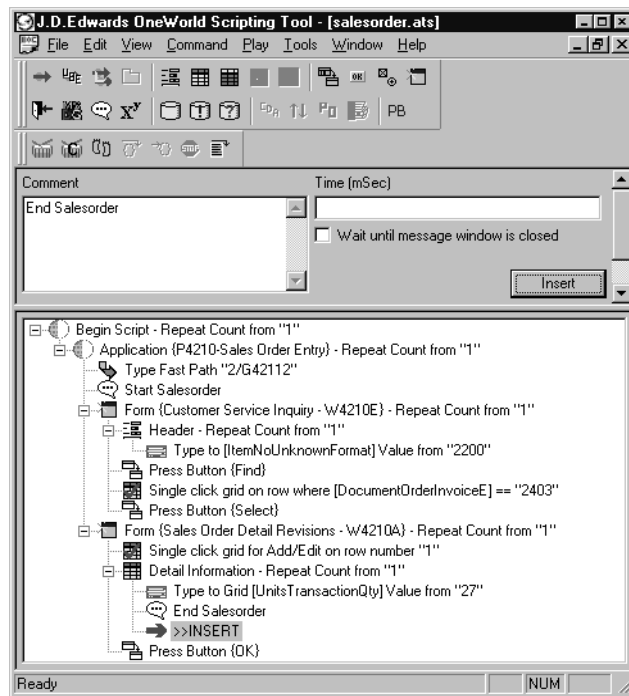 J.D.Edwards OneWorld Scripting Tool - [salesorder.ats]
File Edit View Command Play Tools Window Help
PB
Comment
Time (mSec)
End Salesorder
Wait until message window is closed
Insert
Begin Script - Repeat Count from "1"
Application {P4210-Sales Order Entry} - Repeat Count from "1"
Type Fast Path "2/G42112"
Start Salesorder
Form {Customer Service Inquiry - W4210E} - Repeat Count from "1"
Header - Repeat Count from "1"
Type to [ItemNoUnknownFormat] Value from "2200"
Press Button {Find}
Single click grid on row where [DocumentOrderInvoiceE] == "2403"
Press Button {Select}
Form {Sales Order Detail Revisions - W4210A} - Repeat Count from "1"
Single click grid for Add/Edit on row number "1"
Detail Information - Repeat Count from "1"
Type to Grid [UnitsTransactionQty] Value from "27"
End Salesorder
>>INSERT
Press Button {OK}
Ready NUM